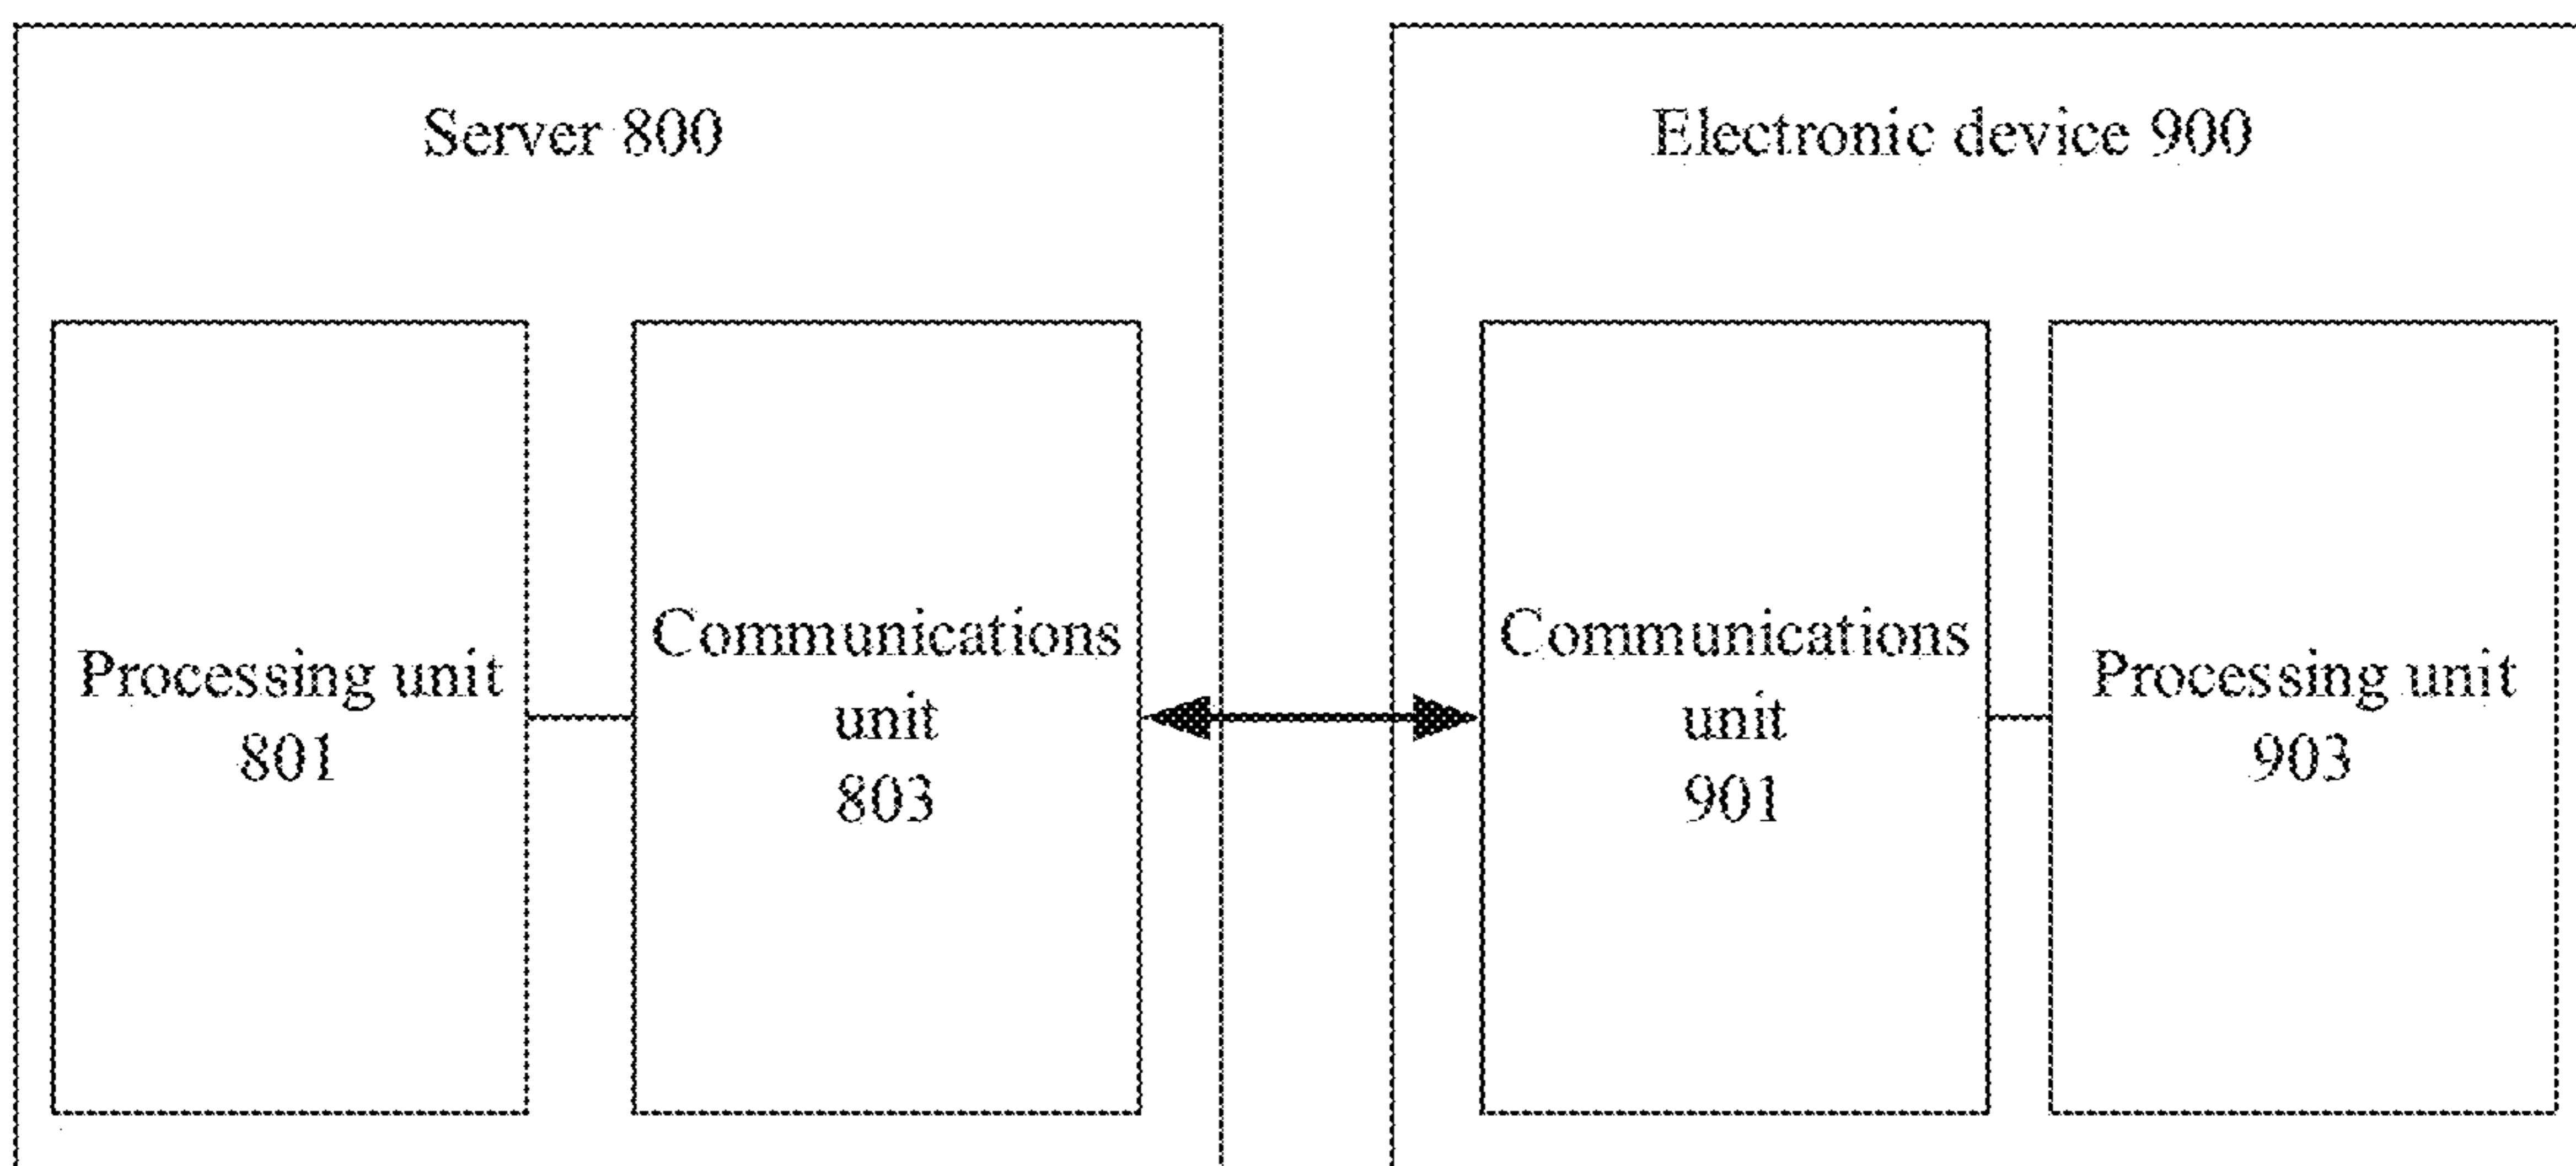 Server 800
Electronic device 900
Processing unit
801
Communications
unit
803
Communications
unit
901
Processing unit
903